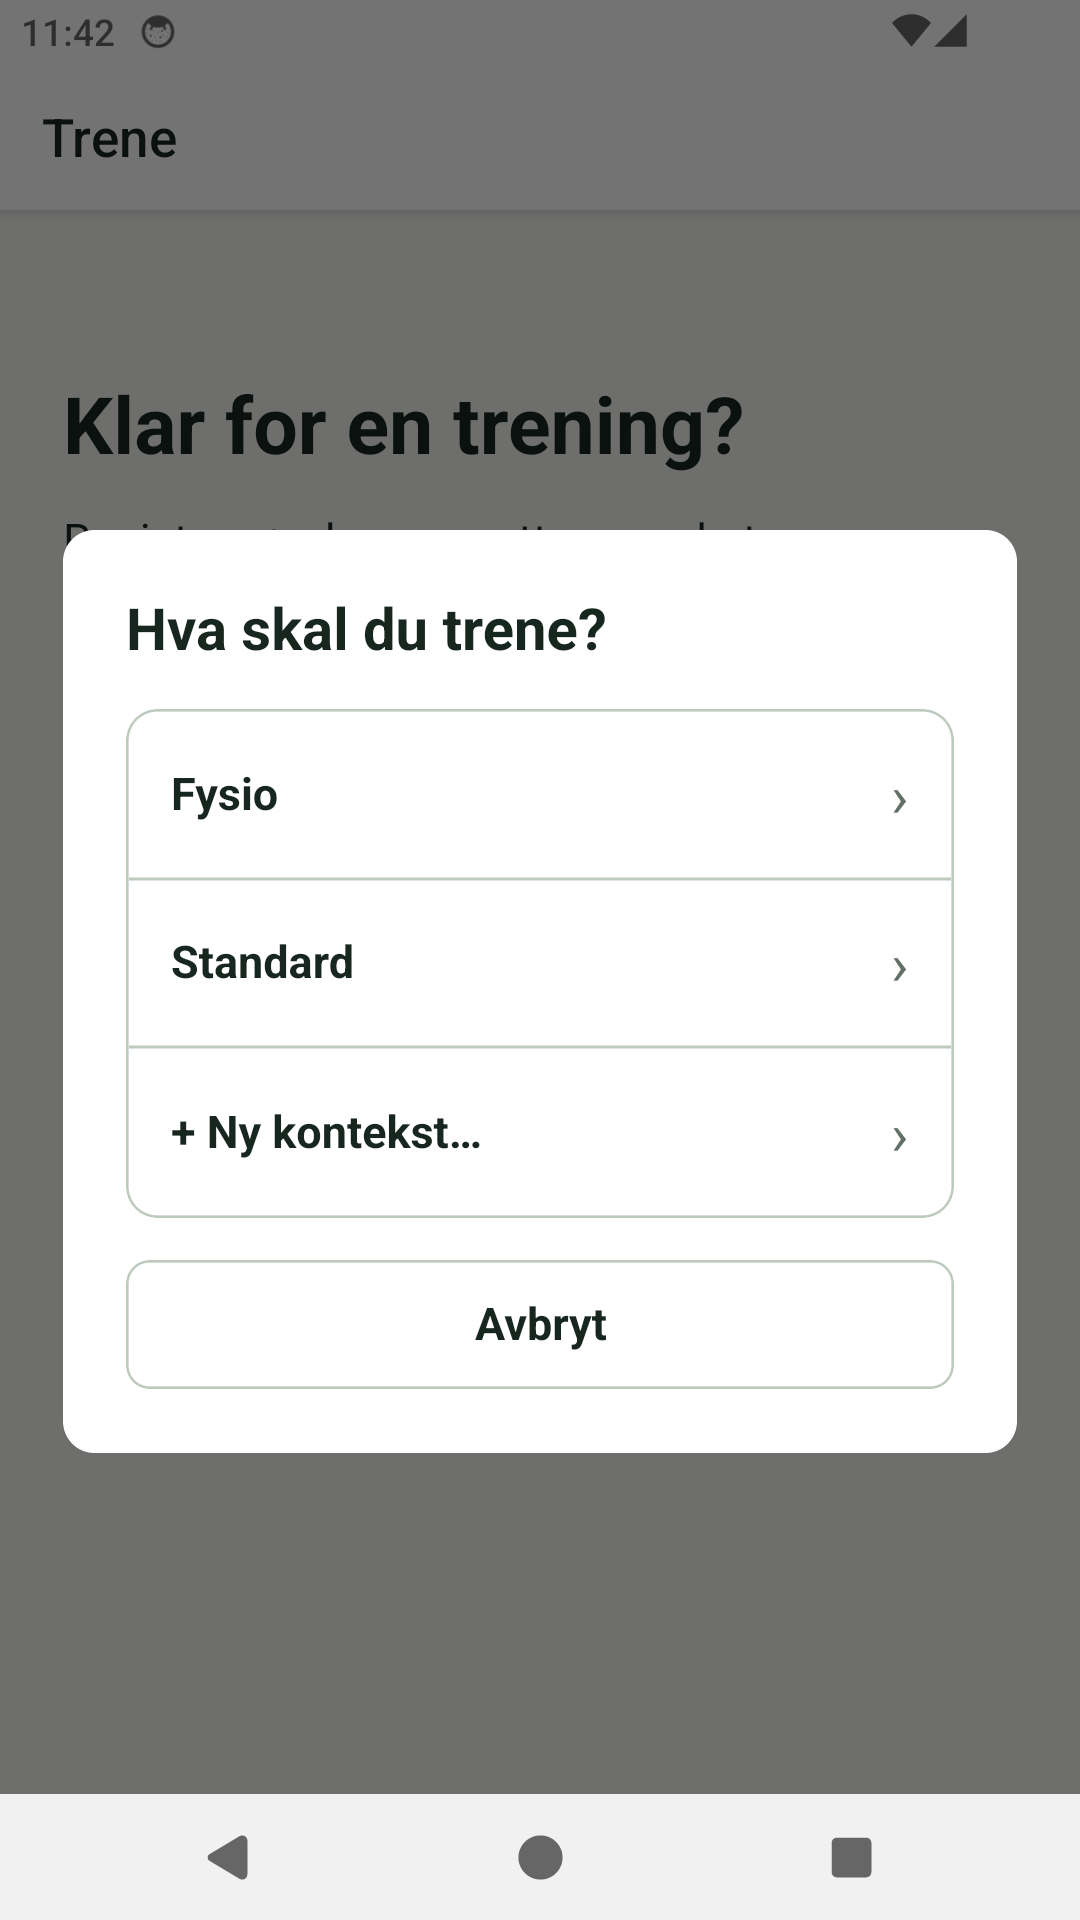 11:42
Trene
Klar for en trening?
Hva skal du trene?
Fysio
›
Standard
›
+ Ny kontekst...
›
Avbryt